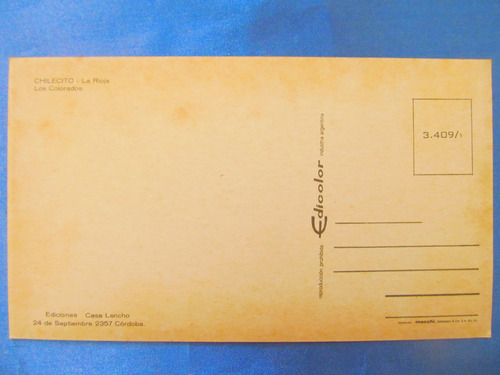 CHILECITO - La Rioja
Los Colorados
3.409/1
reproducción prohibida Edicolor industria argentina
Ediciones Casa Lencho
24 de Septiembre 2357 Córdoba.